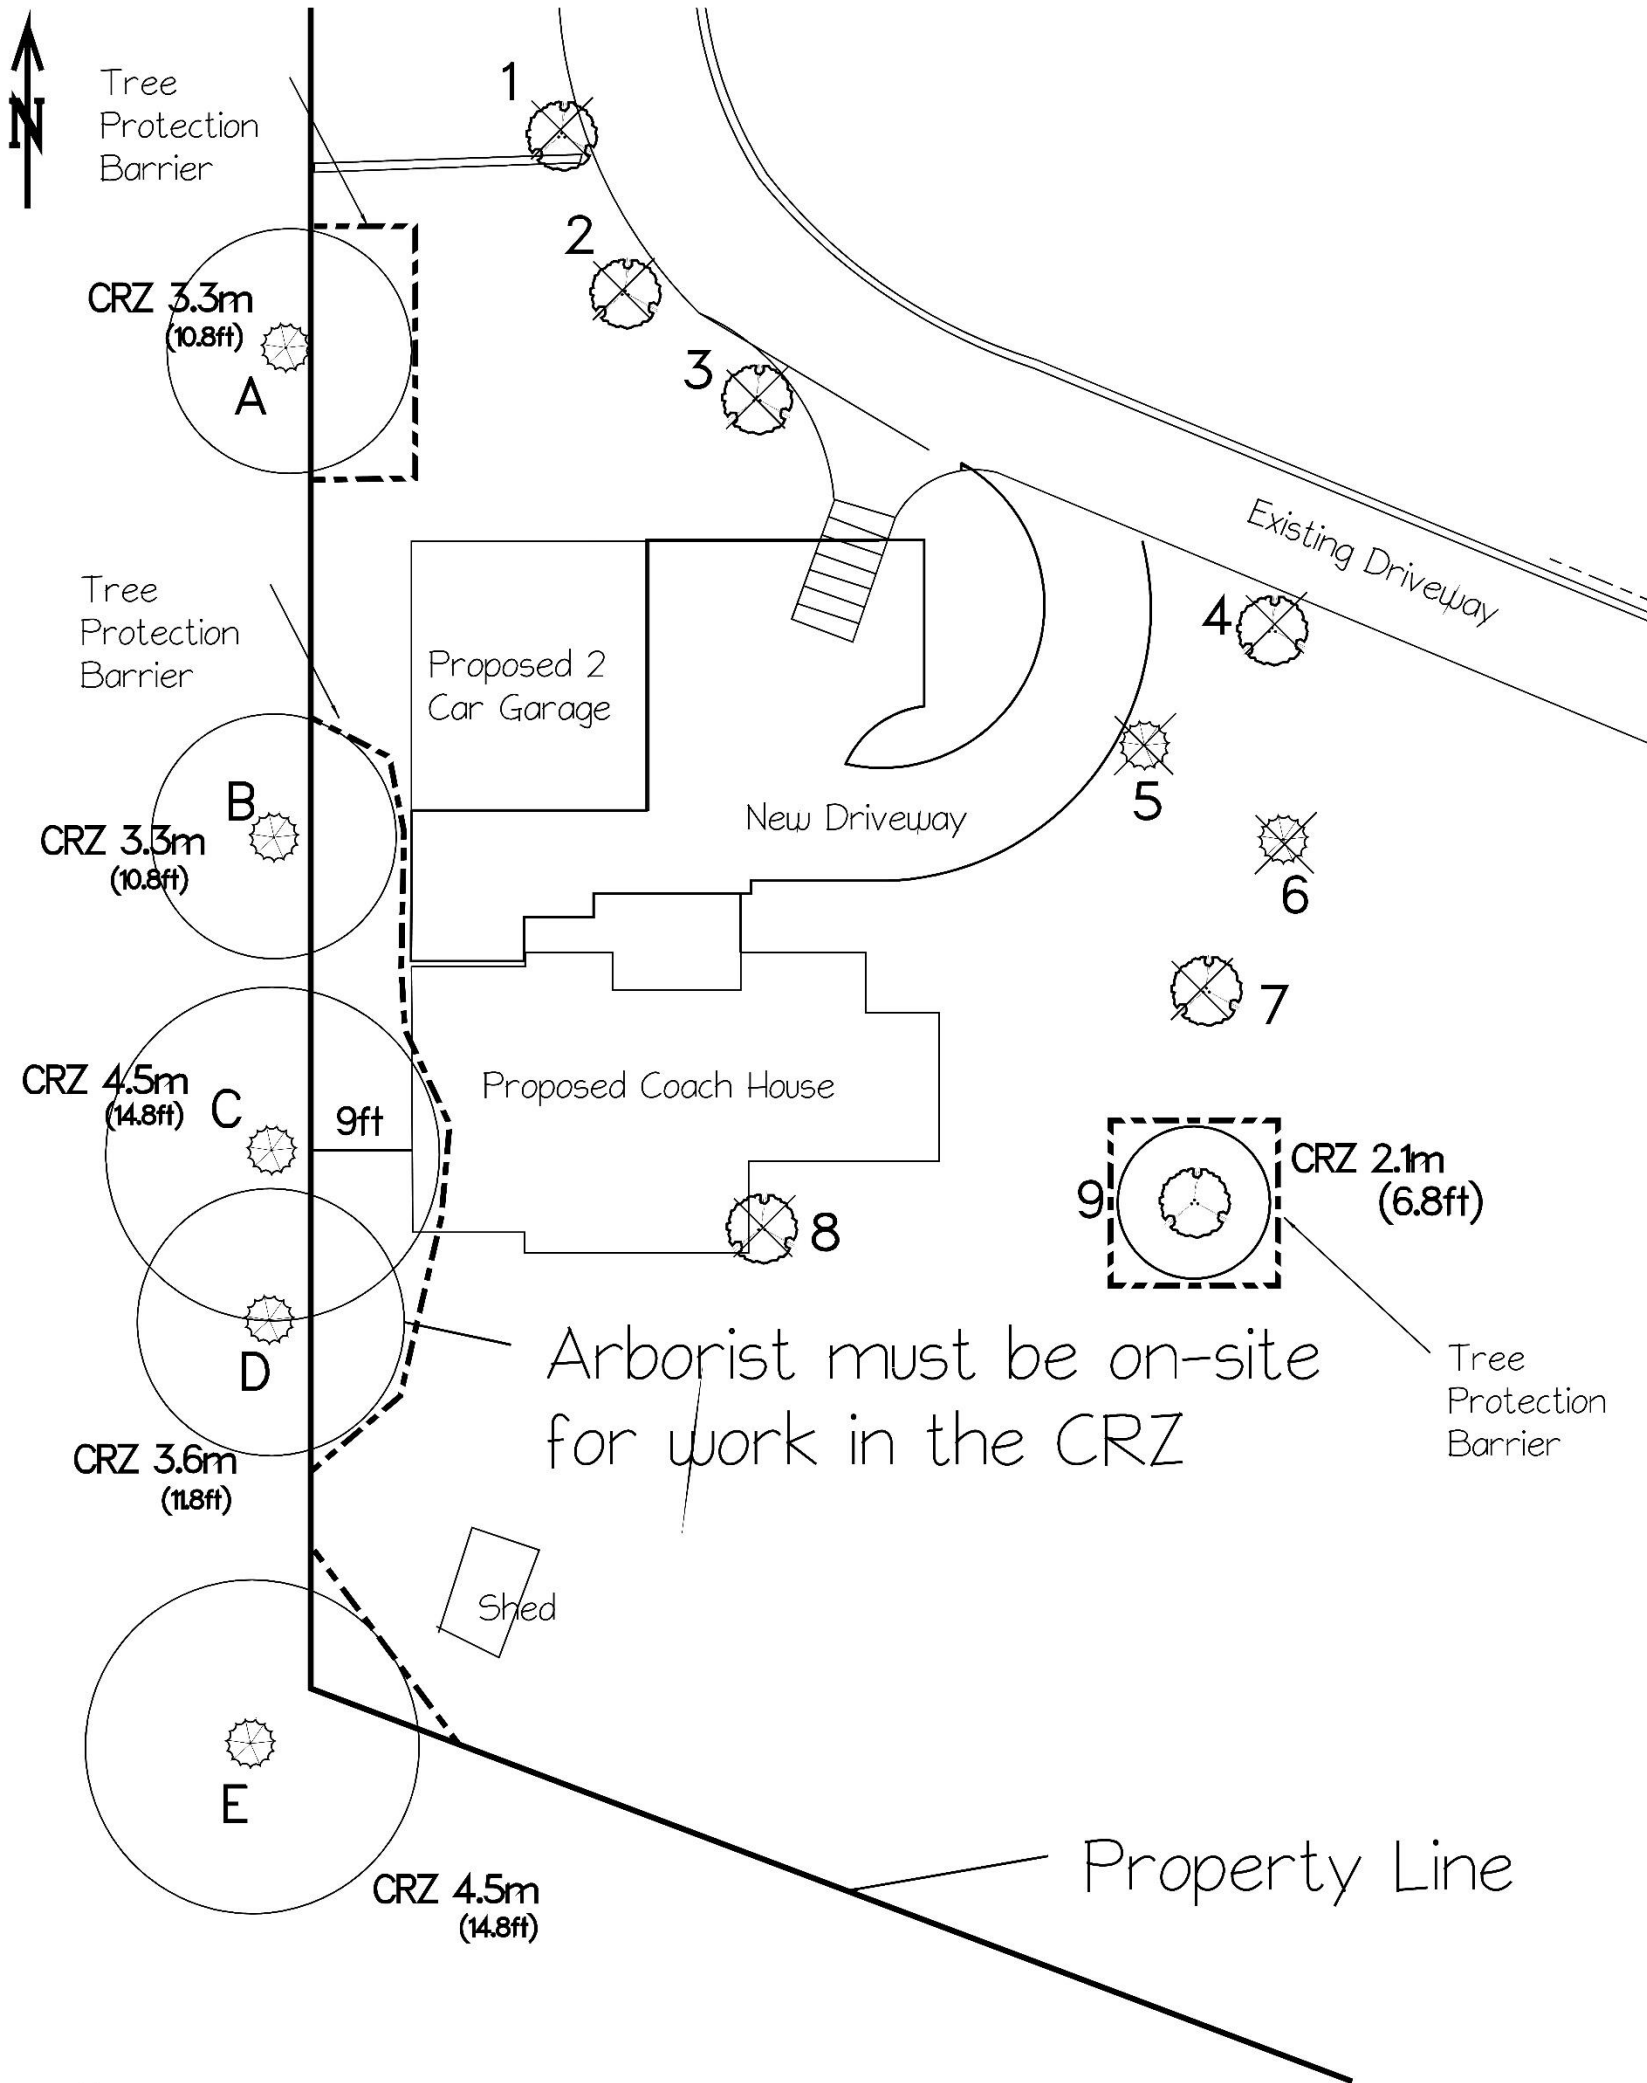 N
Tree
Protection
Barrier
1
2
CRZ 3.3m
(10.8ft)
A
3
Existing Driveway
Tree
Protection
Barrier
4
Proposed 2
Car Garage
B
CRZ 3.3m
(10.8ft)
New Driveway
5
6
7
CRZ 4.5m
(14.8ft)
C
9ft
Proposed Coach House
8
9
CRZ 2.1m
(6.8ft)
D
Arborist must be on-site
for work in the CRZ
Tree
Protection
Barrier
CRZ 3.6m
(11.8ft)
Shed
E
CRZ 4.5m
(14.8ft)
Property Line